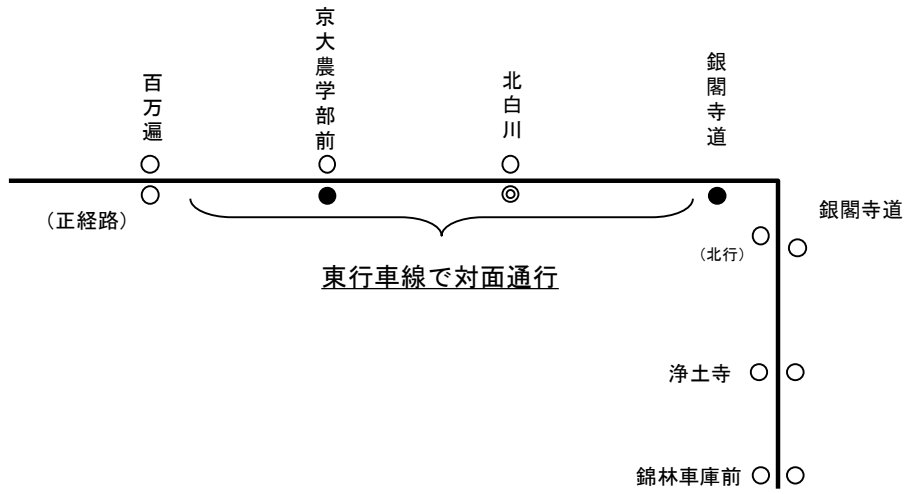 百万遍
京大農学部前
北白川
銀閣寺道
(正経路)
銀閣寺道
(北行)
東行車線で対面通行
浄土寺
錦林車庫前